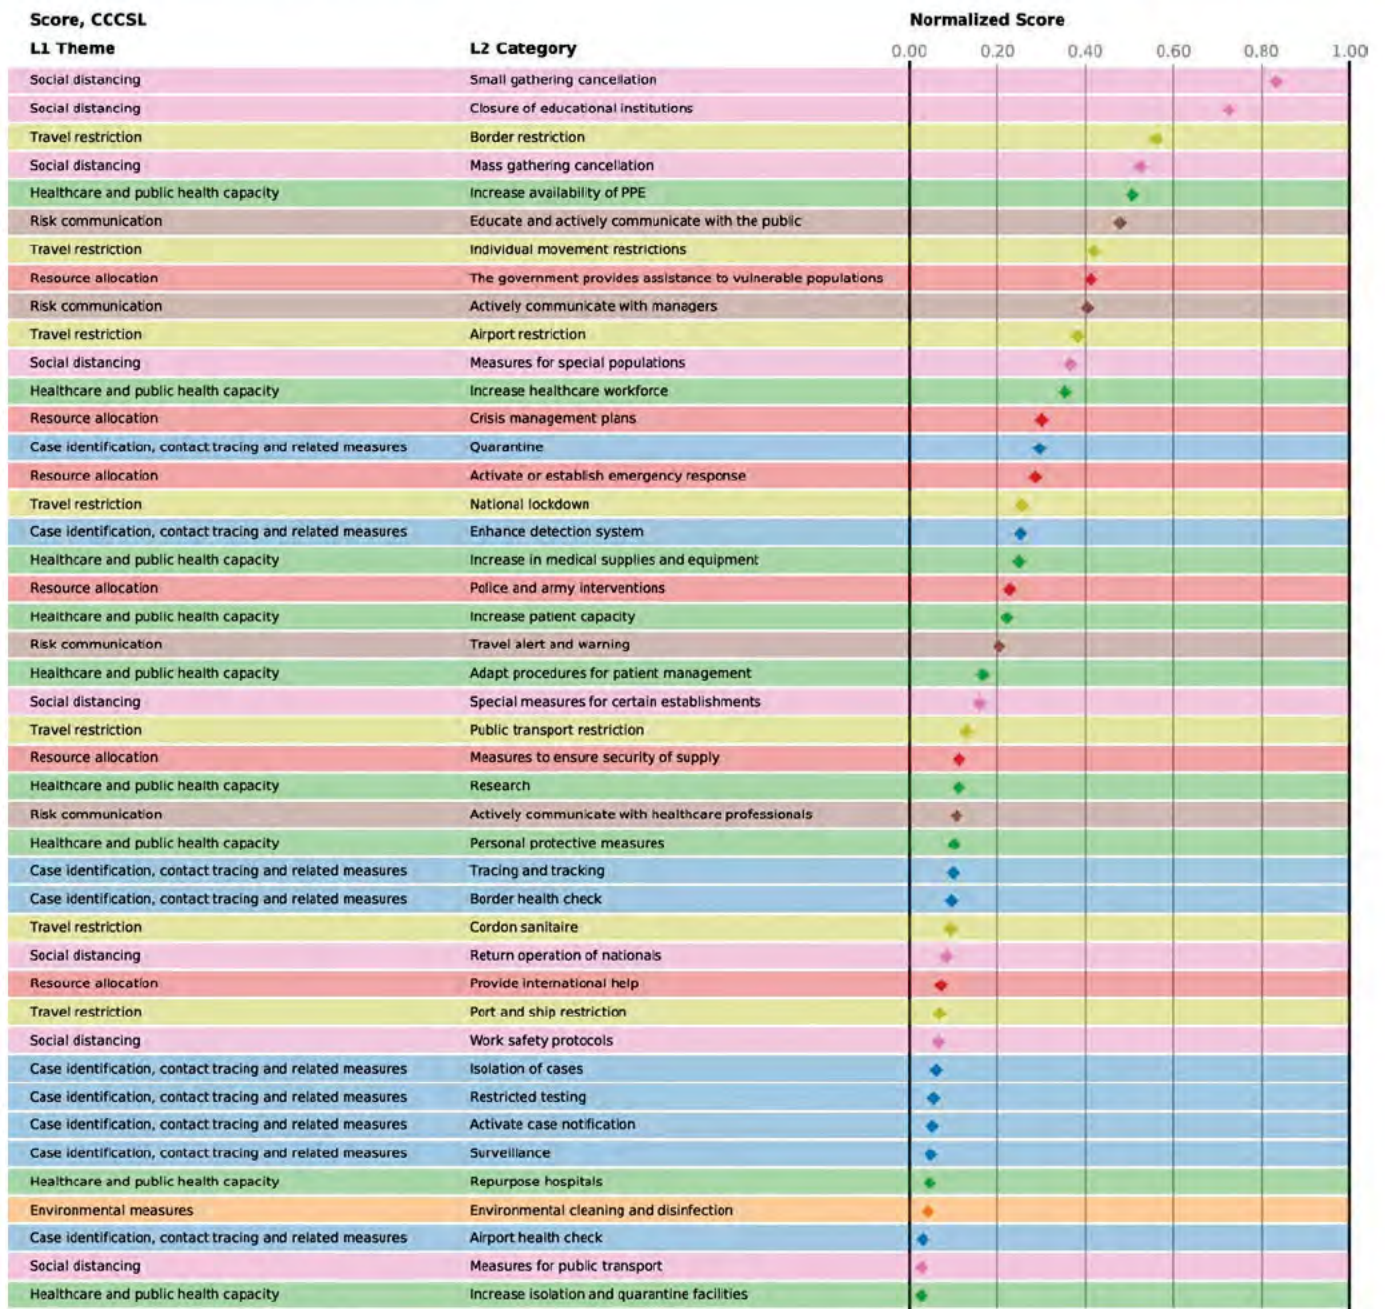 Score, CCCSL Normalized Score
L1 Theme L2 Category 0.00 0.20 0.40 0.60 0.80 1.00
Social distancing Small gathering cancellation
Social distancing Closure of educational institutions
Travel restriction Border restriction
Social distancing Mass gathering cancellation
Healthcare and public health capacity Increase availability of PPE
Risk communication Educate and actively communicate with the public
Travel restriction Individual movement restrictions
Resource allocation The government provides assistance to vulnerable populations
Risk communication Actively communicate with managers
Travel restriction Airport restriction
Social distancing Measures for special populations
Healthcare and public health capacity Increase healthcare workforce
Resource allocation Crisis management plans
Case identification, contact tracing and related measures Quarantine
Resource allocation Activate or establish emergency response
Travel restriction National lockdown
Case identification, contact tracing and related measures Enhance detection system
Healthcare and public health capacity Increase in medical supplies and equipment
Resource allocation Police and army interventions
Healthcare and public health capacity Increase patient capacity
Risk communication Travel alert and warning
Healthcare and public health capacity Adapt procedures for patient management
Social distancing Special measures for certain establishments
Travel restriction Public transport restriction
Resource allocation Measures to ensure security of supply
Healthcare and public health capacity Research
Risk communication Actively communicate with healthcare professionals
Healthcare and public health capacity Personal protective measures
Case identification, contact tracing and related measures Tracing and tracking
Case identification, contact tracing and related measures Border health check
Travel restriction Cordon sanitaire
Social distancing Return operation of nationals
Resource allocation Provide international help
Travel restriction Port and ship restriction
Social distancing Work safety protocols
Case identification, contact tracing and related measures Isolation of cases
Case identification, contact tracing and related measures Restricted testing
Case identification, contact tracing and related measures Activate case notification
Case identification, contact tracing and related measures Surveillance
Healthcare and public health capacity Repurpose hospitals
Environmental measures Environmental cleaning and disinfection
Case identification, contact tracing and related measures Airport health check
Social distancing Measures for public transport
Healthcare and public health capacity Increase isolation and quarantine facilities